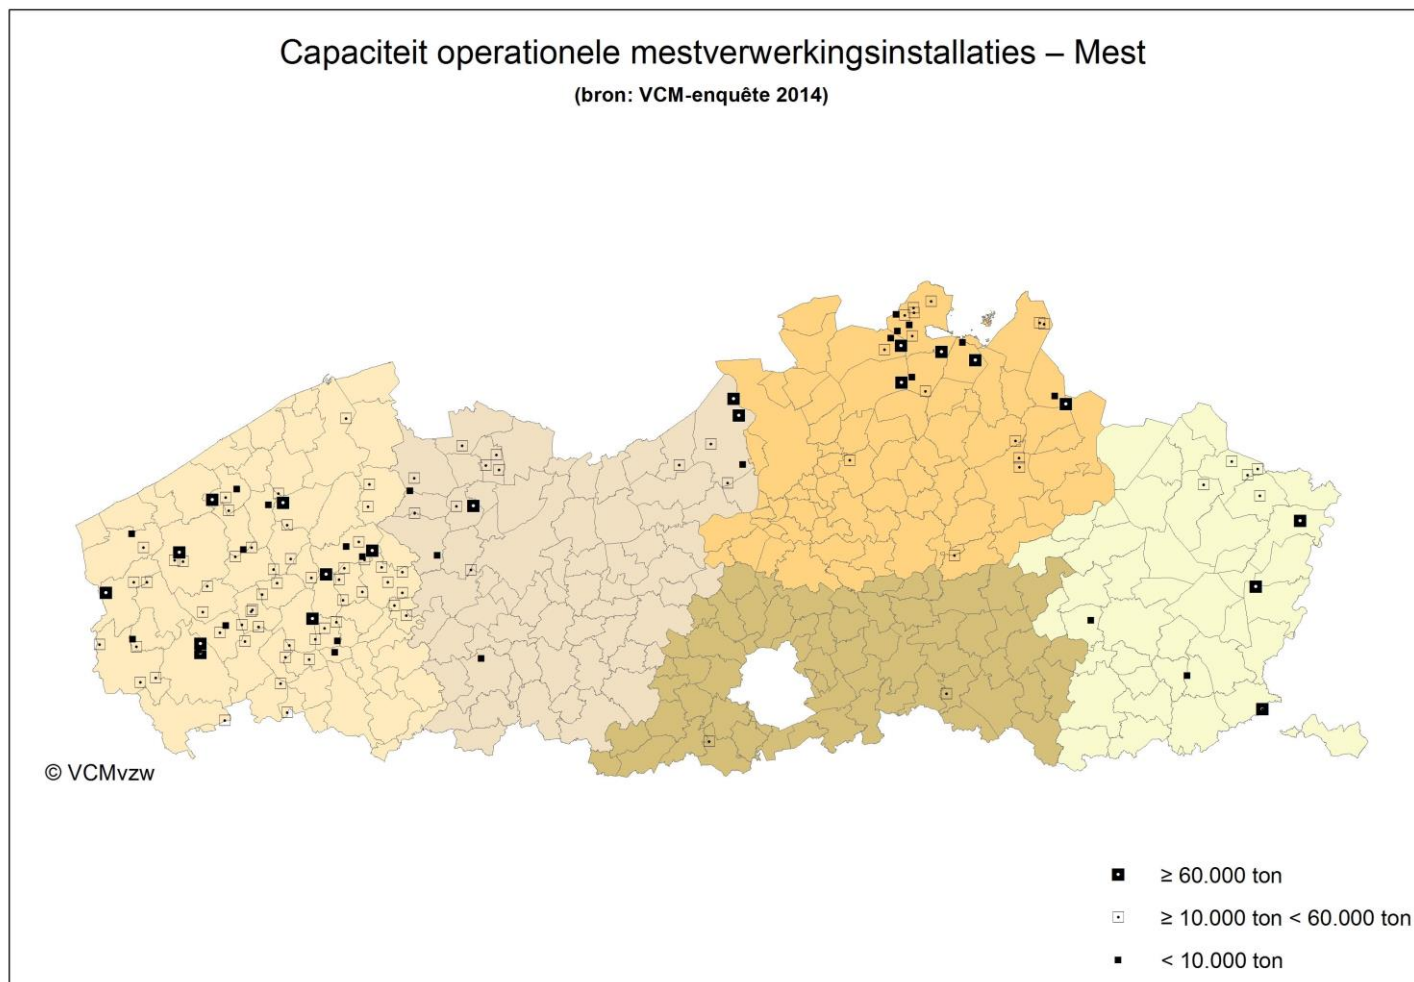 Capaciteit operationele mestverwerkingsinstallaties – Mest
(bron: VCM-enquête 2014)
© VCMvzw
≥ 60.000 ton
≥ 10.000 ton < 60.000 ton
< 10.000 ton